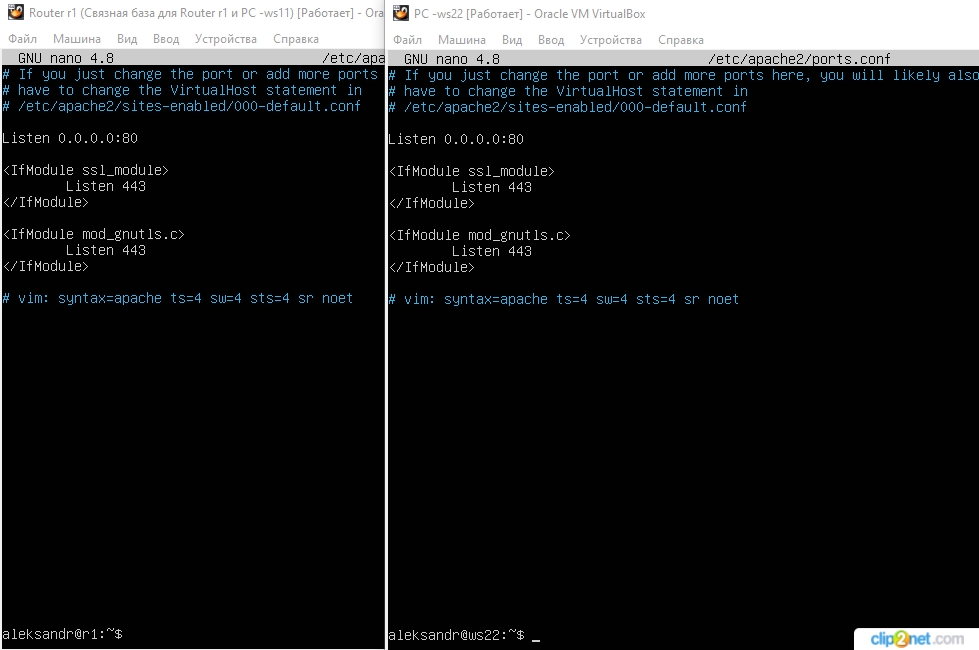 Router r1 (Связная база для Router r1 и PC -ws11) [Работает] - Ora
Файл Машина Вид Ввод Устройства Справка
GNU nano 4.8 /etc/apa
# If you just change the port or add more ports
# have to change the VirtualHost statement in
# /etc/apache2/sites-enabled/000-default.conf
Listen 0.0.0.0:80
<IfModule ssl_module>
Listen 443
</IfModule>
<IfModule mod_gnutls.c>
Listen 443
</IfModule>
# vim: syntax=apache ts=4 sw=4 sts=4 sr noet
aleksandr@r1:~$
PC -ws22 [Работает] - Oracle VM VirtualBox
Файл Машина Вид Ввод Устройства Справка
GNU nano 4.8 /etc/apache2/ports.conf
# If you just change the port or add more ports here, you will likely also
# have to change the VirtualHost statement in
# /etc/apache2/sites-enabled/000-default.conf
Listen 0.0.0.0:80
<IfModule ssl_module>
Listen 443
</IfModule>
<IfModule mod_gnutls.c>
Listen 443
</IfModule>
# vim: syntax=apache ts=4 sw=4 sts=4 sr noet
aleksandr@ws22:~$ _
clip2net.com